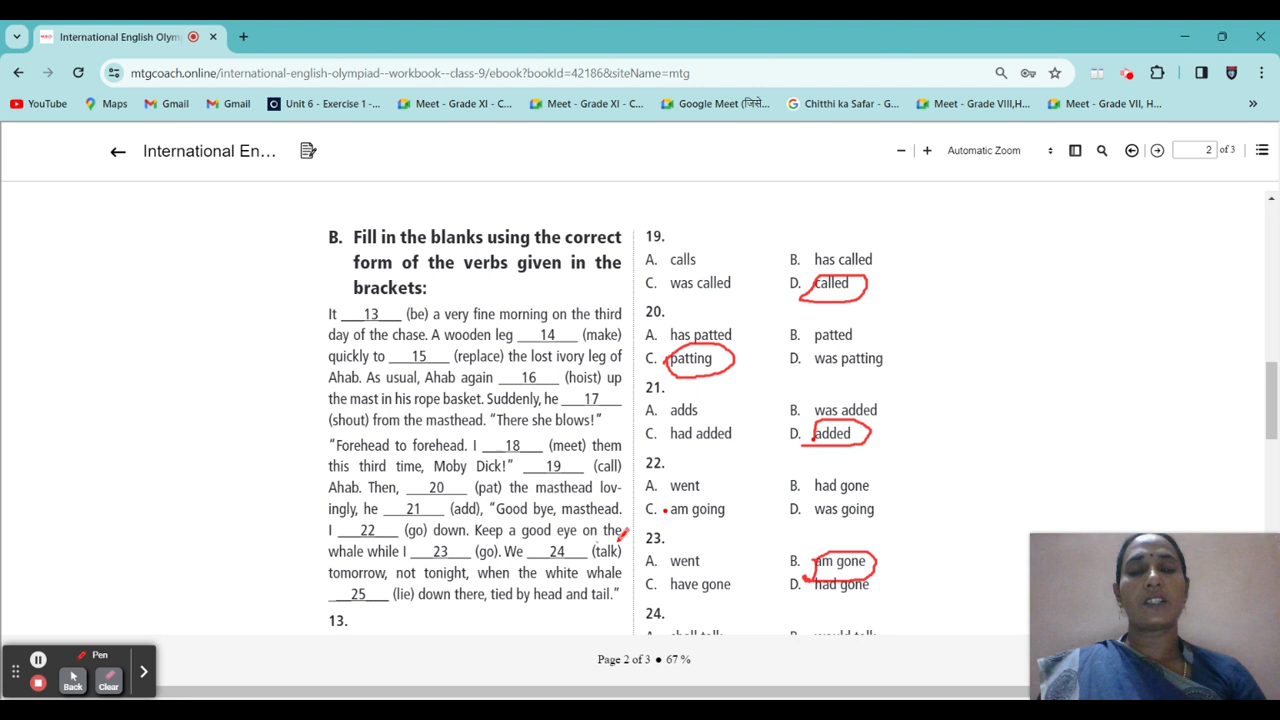 International English Olym
mtgcoach.online/international-english-olympiad--workbook--class-9/ebook?bookId=42186&siteName=mtg
YouTube Maps Gmail Gmail Unit 6 - Exercise 1 -... Meet - Grade XI - C... Meet - Grade XI - C... Google Meet (जिसे... Chitthi ka Safar - G... Meet - Grade VIII,H... Meet - Grade VII, H... »
International En... Automatic Zoom 2 of 3
B. Fill in the blanks using the correct
form of the verbs given in the
brackets:
It ___13___ (be) a very fine morning on the third
day of the chase. A wooden leg ___14___ (make)
quickly to ___15___ (replace) the lost ivory leg of
Ahab. As usual, Ahab again ___16___ (hoist) up
the mast in his rope basket. Suddenly, he ___17___
(shout) from the masthead. “There she blows!”
“Forehead to forehead. I ___18___ (meet) them
this third time, Moby Dick!” ___19___ (call)
Ahab. Then, ___20___ (pat) the masthead lov-
ingly, he ___21___ (add), “Good bye, masthead.
I ___22___ (go) down. Keep a good eye on the
whale while I ___23___ (go). We ___24___ (talk)
tomorrow, not tonight, when the white whale
___25___ (lie) down there, tied by head and tail.”
13.
19.
A. calls B. has called
C. was called D. called
20.
A. has patted B. patted
C. patting D. was patting
21.
A. adds B. was added
C. had added D. added
22.
A. went B. had gone
C. am going D. was going
23.
A. went B. am gone
C. have gone D. had gone
24.
A. shall talk B. would talk
Page 2 of 3 ● 67 %
Pen
Back Clear